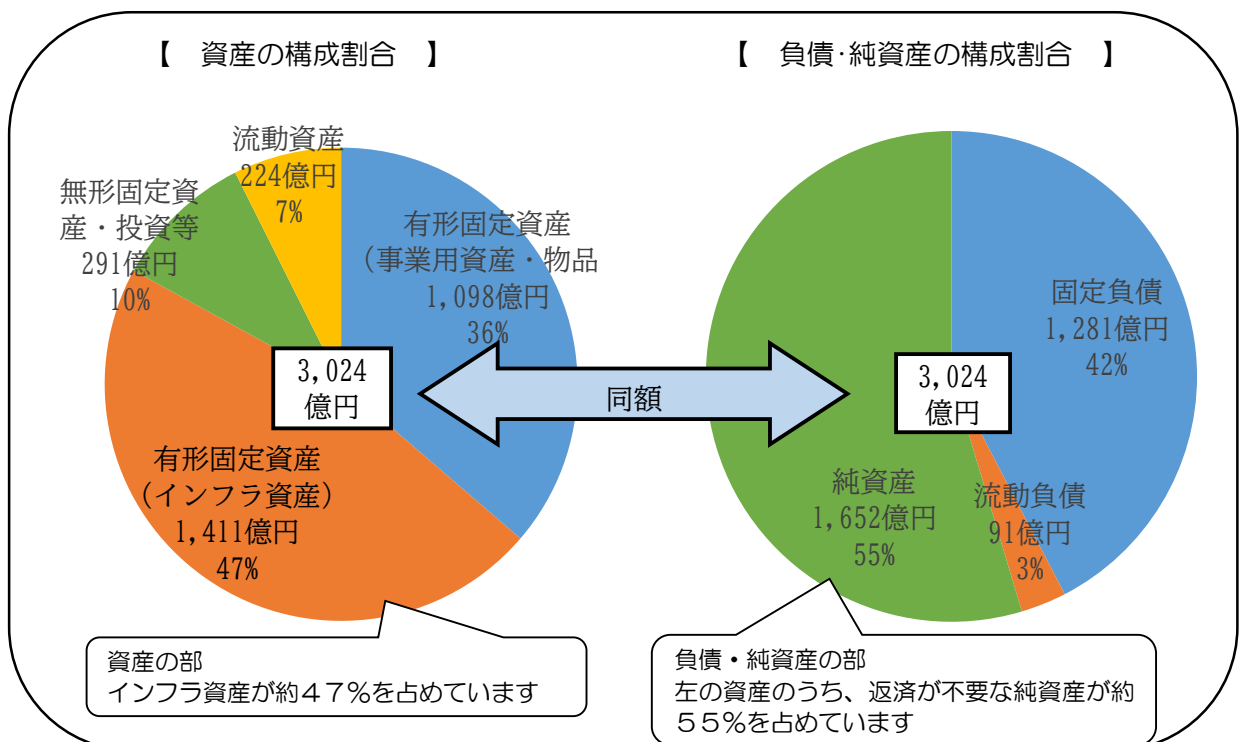 【 資産の構成割合 】
【 負債・純資産の構成割合 】
流動資産
224億円
7%
無形固定資
産・投資等
291億円
10%
有形固定資産
(事業用資産・物品
1,098億円
36%
3,024
億円
有形固定資産
(インフラ資産)
1,411億円
47%
同額
固定負債
1,281億円
42%
3,024
億円
純資産
1,652億円
55%
流動負債
91億円
3%
資産の部
インフラ資産が約47%を占めています
負債・純資産の部
左の資産のうち、返済が不要な純資産が約
55%を占めています